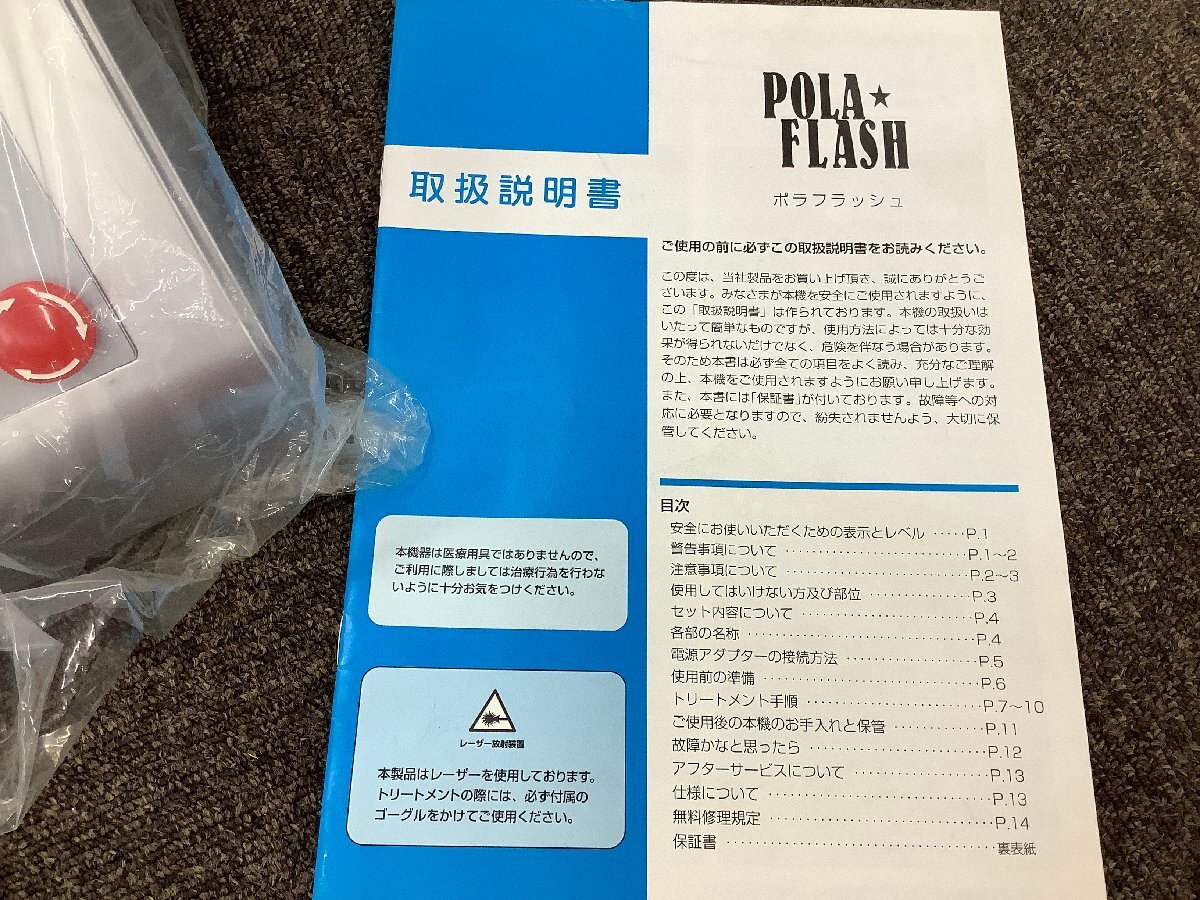 取扱説明書
POLA★
FLASH
ポラフラッシュ
ご使用の前に必ずこの取扱説明書をお読みください。
この度は、当社製品をお買い上げ頂き、誠にありがとうご
ざいます。みなさまが本機を安全にご使用されますように、
この「取扱説明書」は作られております。本機の取扱いは
いたって簡単なものですが、使用方法によっては十分な効
果が得られないだけでなく、危険を伴なう場合があります。
そのため本書は必ず全ての項目をよく読み、充分なご理解
の上、本機をご使用されますようにお願い申し上げます。
また、本書には「保証書」が付いております。故障等への対
応に必要となりますので、紛失されませんよう、大切に保
管してください。
目次
安全にお使いいただくための表示とレベル ‥‥‥P.1
警告事項について ‥‥‥‥‥‥‥‥‥‥‥‥P.1〜2
注意事項について ‥‥‥‥‥‥‥‥‥‥‥‥P.2〜3
使用してはいけない方及び部位 ‥‥‥‥‥‥‥P.3
セット内容について ‥‥‥‥‥‥‥‥‥‥‥‥P.4
各部の名称 ‥‥‥‥‥‥‥‥‥‥‥‥‥‥‥P.4
電源アダプターの接続方法 ‥‥‥‥‥‥‥‥‥P.5
使用前の準備 ‥‥‥‥‥‥‥‥‥‥‥‥‥‥P.6
トリートメント手順 ‥‥‥‥‥‥‥‥‥‥‥‥P.7〜10
ご使用後の本機のお手入れと保管 ‥‥‥‥‥‥P.11
故障かなと思ったら ‥‥‥‥‥‥‥‥‥‥‥‥P.12
アフターサービスについて ‥‥‥‥‥‥‥‥‥P.13
仕様について ‥‥‥‥‥‥‥‥‥‥‥‥‥‥P.13
無料修理規定 ‥‥‥‥‥‥‥‥‥‥‥‥‥‥P.14
保証書 ‥‥‥‥‥‥‥‥‥‥‥‥‥‥‥‥‥裏表紙
本機器は医療用具ではありませんので、
ご利用に際しましては治療行為を行わな
いように十分お気をつけください。
レーザー放射装置
本製品はレーザーを使用しております。
トリートメントの際には、必ず付属の
ゴーグルをかけてご使用ください。